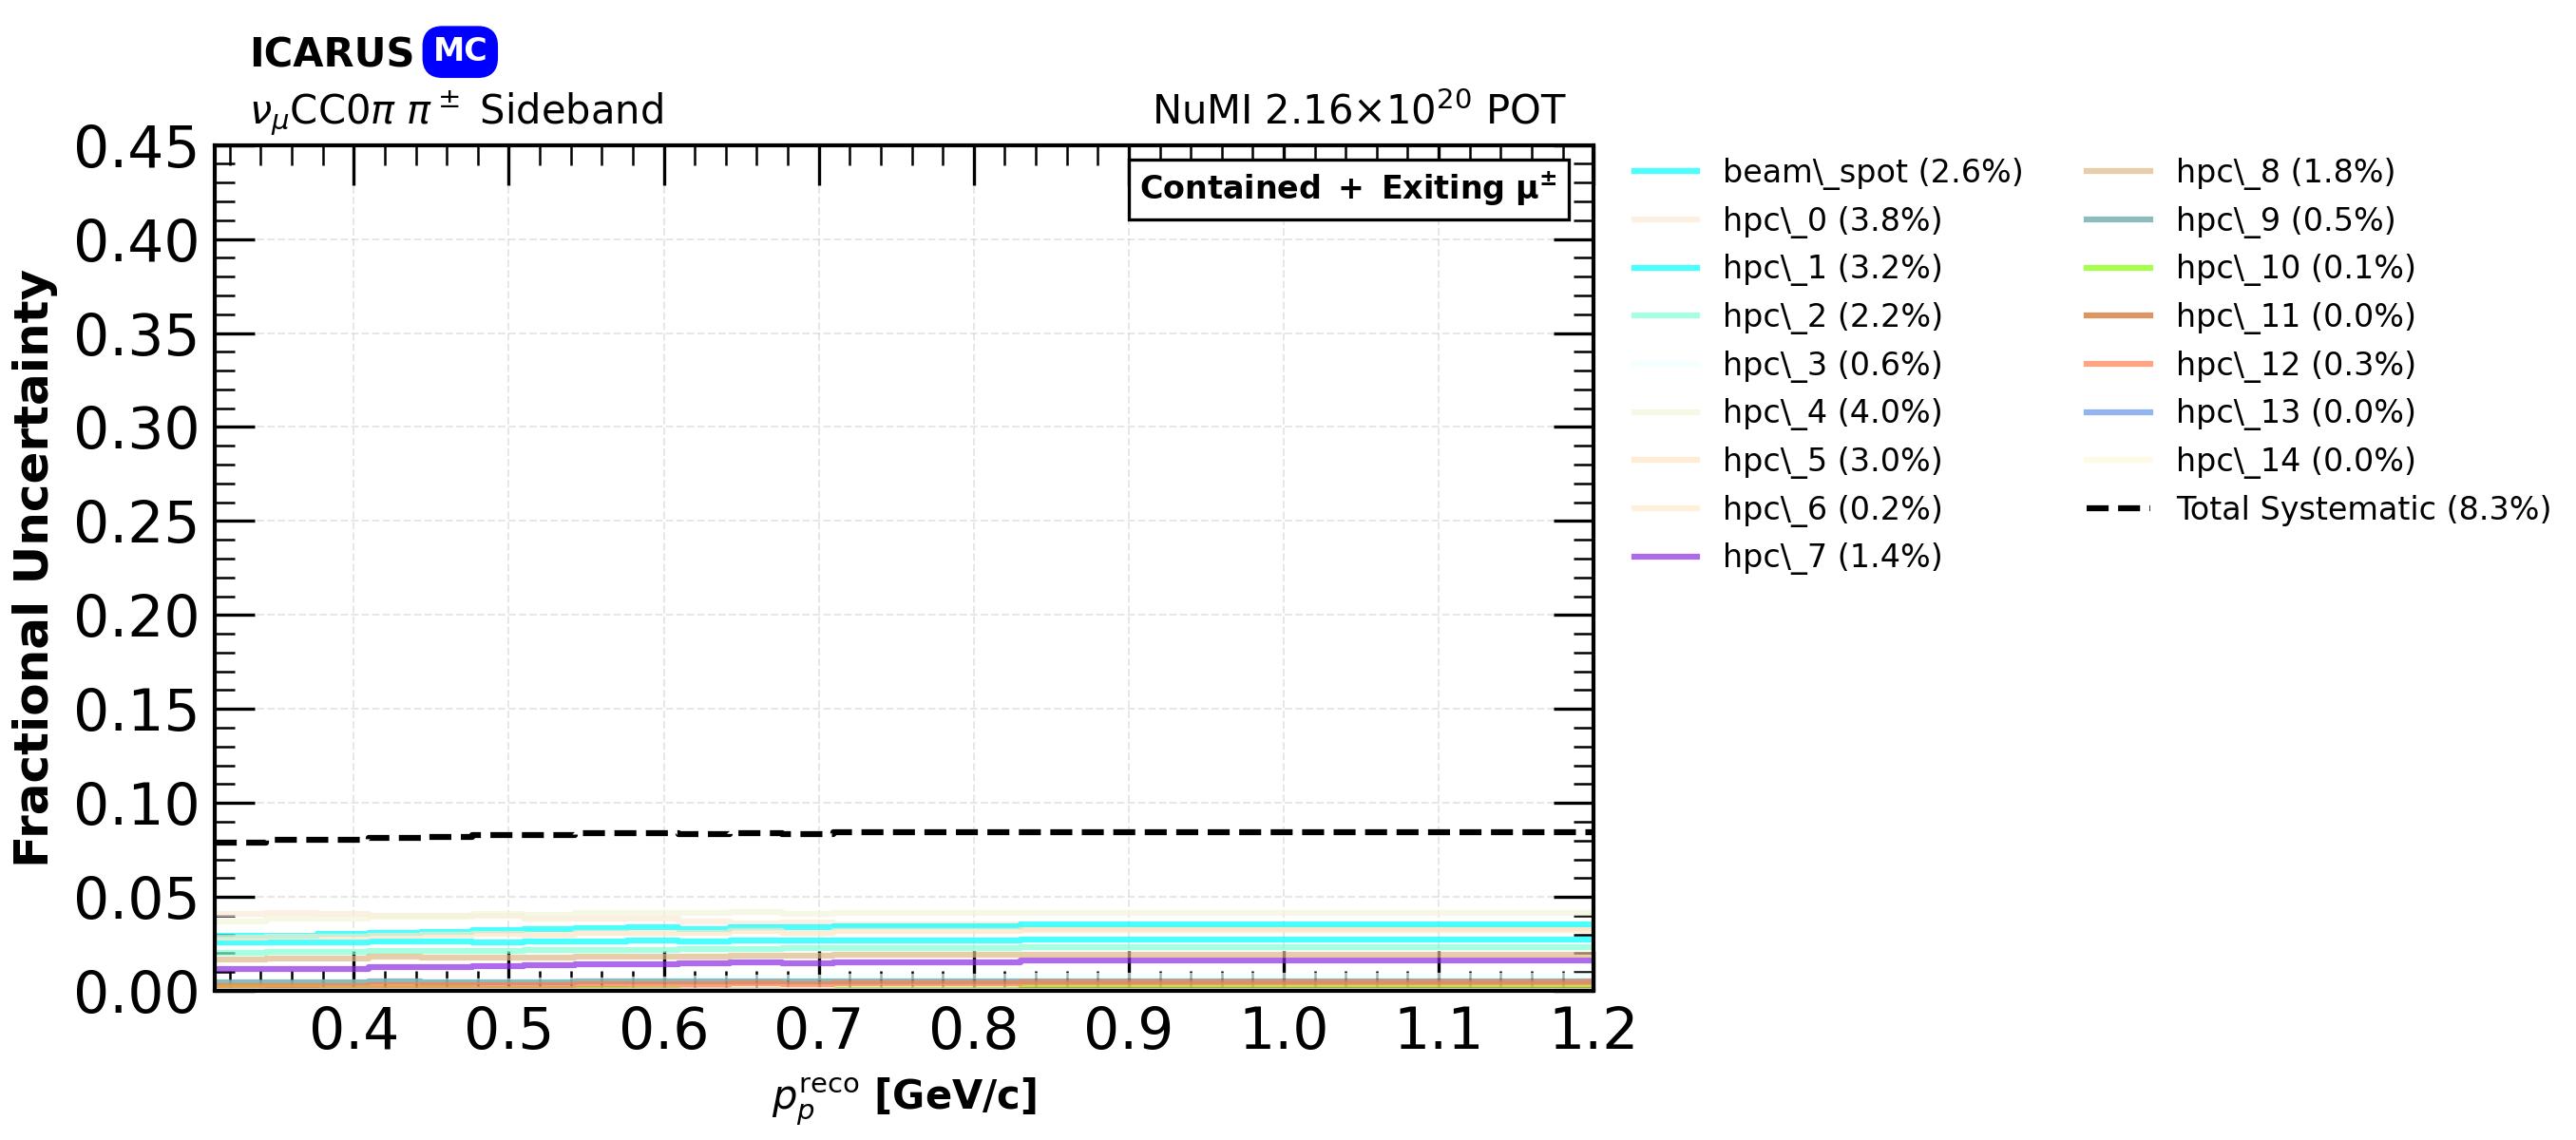 ICARUS MC
νμCC0π π± Sideband
NuMI 2.16×10²⁰ POT
Contained + Exiting μ±
Fractional Uncertainty
0.45
0.40
0.35
0.30
0.25
0.20
0.15
0.10
0.05
0.00
0.4 0.5 0.6 0.7 0.8 0.9 1.0 1.1 1.2
p_p^reco [GeV/c]
beam\_spot (2.6%)
hpc\_0 (3.8%)
hpc\_1 (3.2%)
hpc\_2 (2.2%)
hpc\_3 (0.6%)
hpc\_4 (4.0%)
hpc\_5 (3.0%)
hpc\_6 (0.2%)
hpc\_7 (1.4%)
hpc\_8 (1.8%)
hpc\_9 (0.5%)
hpc\_10 (0.1%)
hpc\_11 (0.0%)
hpc\_12 (0.3%)
hpc\_13 (0.0%)
hpc\_14 (0.0%)
Total Systematic (8.3%)